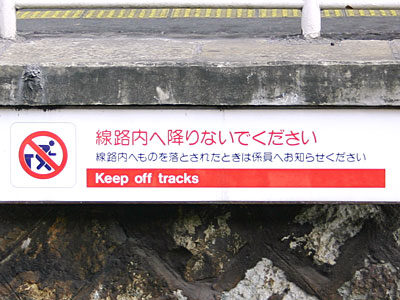 線路内へ降りないでください
線路内へものを落とされたときは係員へお知らせください
Keep off tracks